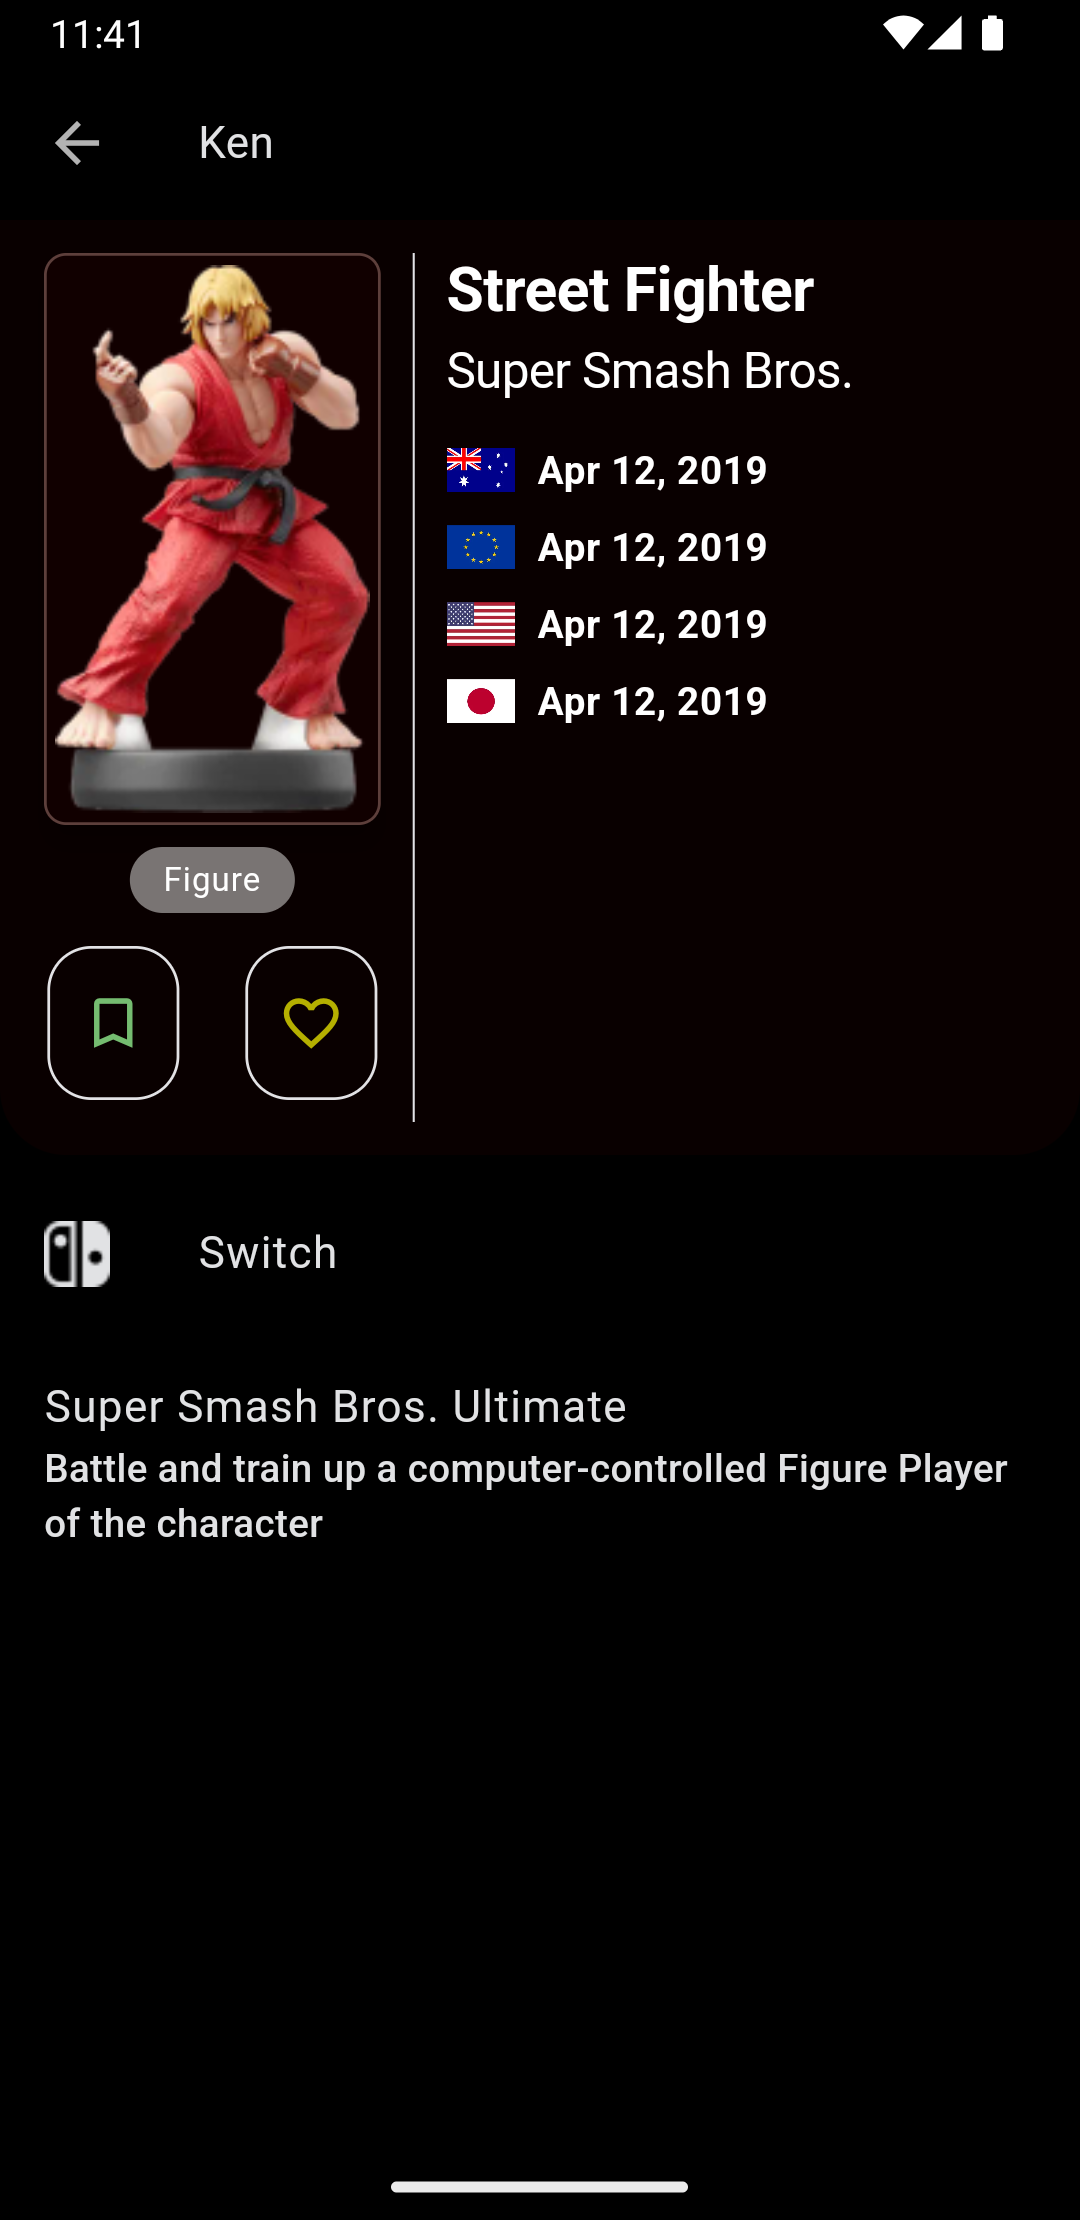 11:41
Ken
Street Fighter
Super Smash Bros.
Apr 12, 2019
Apr 12, 2019
Apr 12, 2019
Apr 12, 2019
Figure
Switch
Super Smash Bros. Ultimate
Battle and train up a computer-controlled Figure Player
of the character